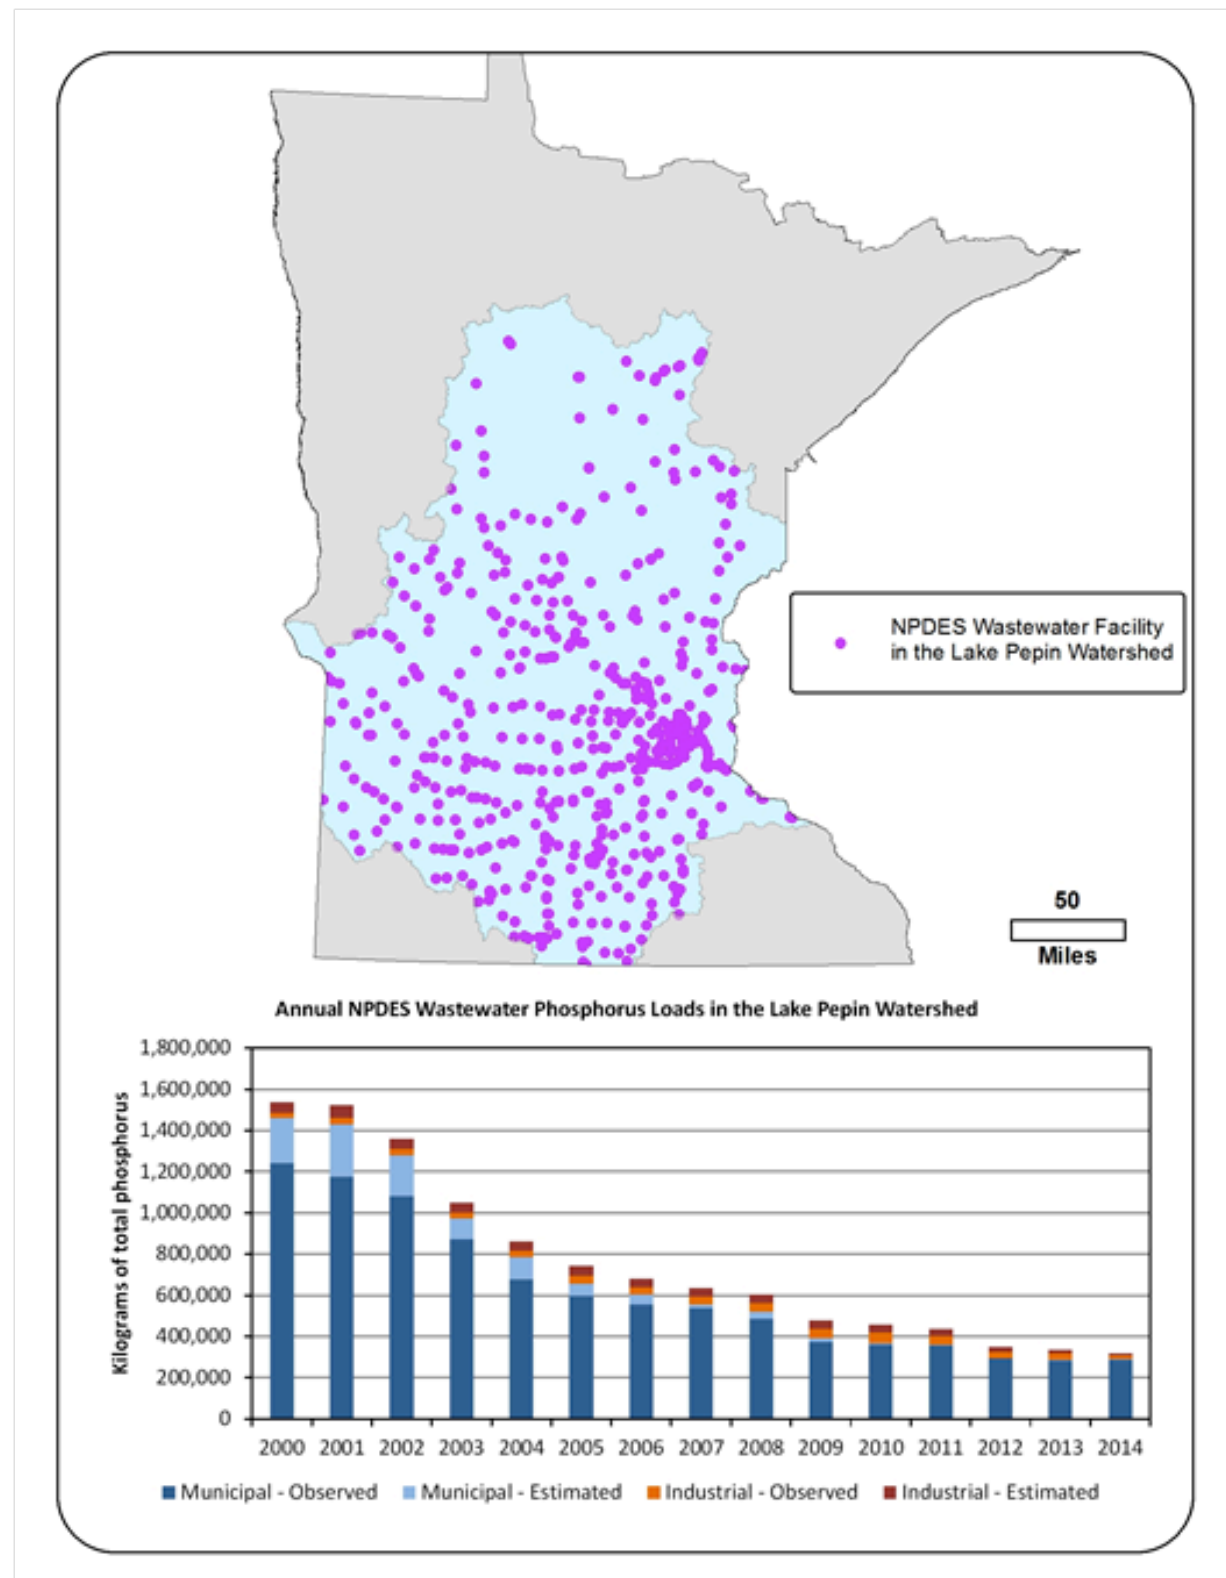 NPDES Wastewater Facility
in the Lake Pepin Watershed
50
Miles
Annual NPDES Wastewater Phosphorus Loads in the Lake Pepin Watershed
Kilograms of total phosphorus
1,800,000
1,600,000
1,400,000
1,200,000
1,000,000
800,000
600,000
400,000
200,000
0
2000 2001 2002 2003 2004 2005 2006 2007 2008 2009 2010 2011 2012 2013 2014
Municipal - Observed Municipal - Estimated Industrial - Observed Industrial - Estimated